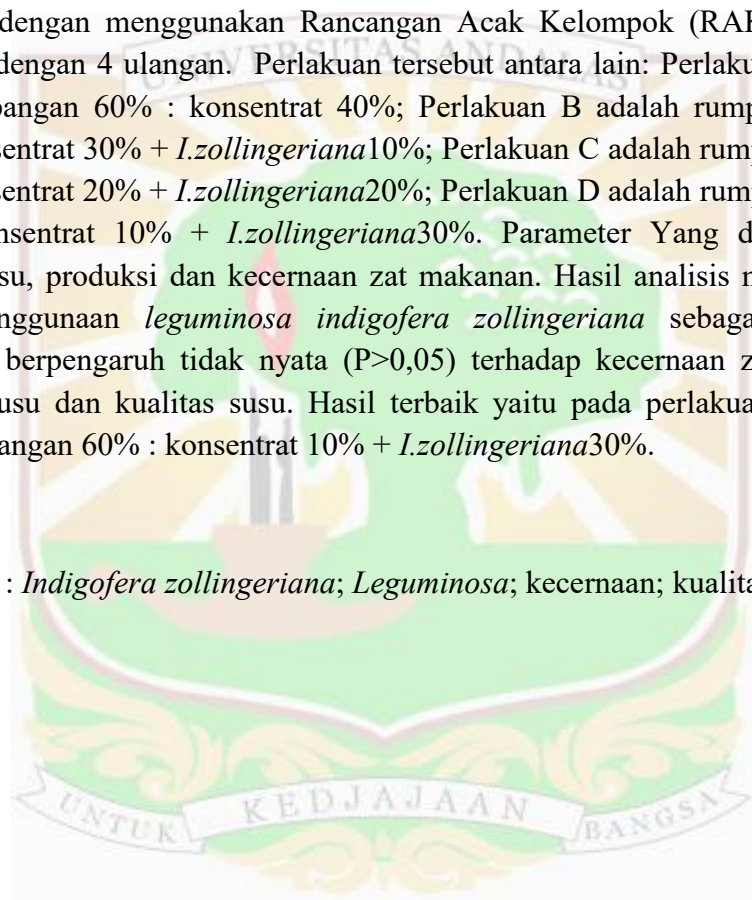 dengan menggunakan Rancangan Acak Kelompok (RAK
dengan 4 ulangan. Perlakuan tersebut antara lain: Perlaku
bangan 60% : konsentrat 40%; Perlakuan B adalah rump
sentrat 30% + I.zollingeriana10%; Perlakuan C adalah rump
sentrat 20% + I.zollingeriana20%; Perlakuan D adalah rump
nsentrat 10% + I.zollingeriana30%. Parameter Yang d
su, produksi dan kecernaan zat makanan. Hasil analisis m
nggunaan leguminosa indigofera zollingeriana sebaga
berpengaruh tidak nyata (P>0,05) terhadap kecernaan z
usu dan kualitas susu. Hasil terbaik yaitu pada perlakua
angan 60% : konsentrat 10% + I.zollingeriana30%.
: Indigofera zollingeriana; Leguminosa; kecernaan; kualita
UNIVERSITAS ANDALAS
UNTUK KEDJAJAAN BANGSA